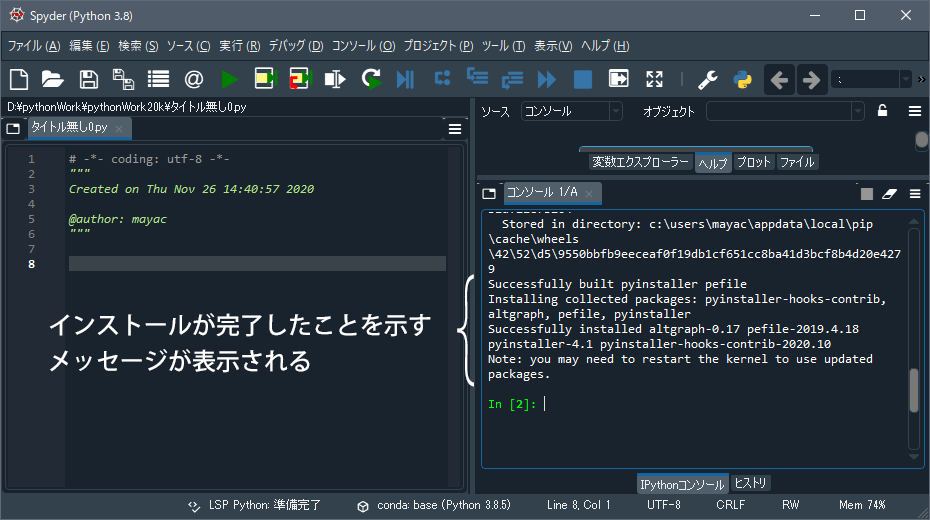 Spyder (Python 3.8)
ファイル (A) 編集 (E) 検索 (S) ソース (C) 実行 (R) デバッグ (D) コンソール (O) プロジェクト (P) ツール (T) 表示(V) ヘルプ (H)
D:¥pythonWork¥pythonWork20k¥タイトル無し0.py
タイトル無し0.py
1 # -*- coding: utf-8 -*-
2 """
3 Created on Thu Nov 26 14:40:57 2020
4
5 @author: mayac
6 """
7
8
インストールが完了したことを示す
メッセージが表示される
ソース コンソール オブジェクト
変数エクスプローラー ヘルプ プロット ファイル
コンソール 1/A
Stored in directory: c:\users\mayac\appdata\local\pip
\cache\wheels
\42\52\d5\9550bbfb9eeceaf0f19db1cf651cc8ba41d3bcf8b4d20e427
9
Successfully built pyinstaller pefile
Installing collected packages: pyinstaller-hooks-contrib,
altgraph, pefile, pyinstaller
Successfully installed altgraph-0.17 pefile-2019.4.18
pyinstaller-4.1 pyinstaller-hooks-contrib-2020.10
Note: you may need to restart the kernel to use updated
packages.
In [2]:
IPythonコンソール ヒストリ
LSP Python: 準備完了 conda: base (Python 3.8.5) Line 8, Col 1 UTF-8 CRLF RW Mem 74%